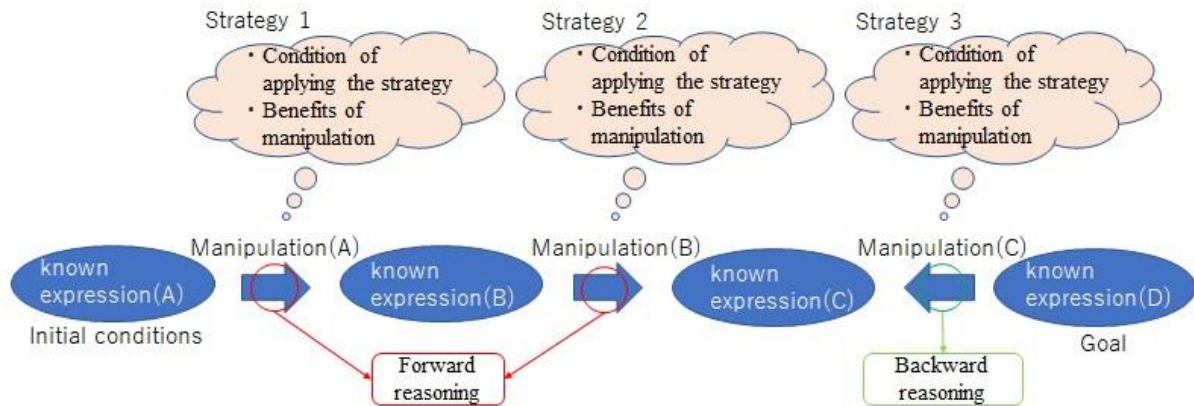 Strategy 1
・Condition of
applying the strategy
・Benefits of
manipulation
Strategy 2
・Condition of
applying the strategy
・Benefits of
manipulation
Strategy 3
・Condition of
applying the strategy
・Benefits of
manipulation
Manipulation(A)
Manipulation(B)
Manipulation(C)
known
expression(A)
known
expression(B)
known
expression(C)
known
expression(D)
Initial conditions
Goal
Forward
reasoning
Backward
reasoning